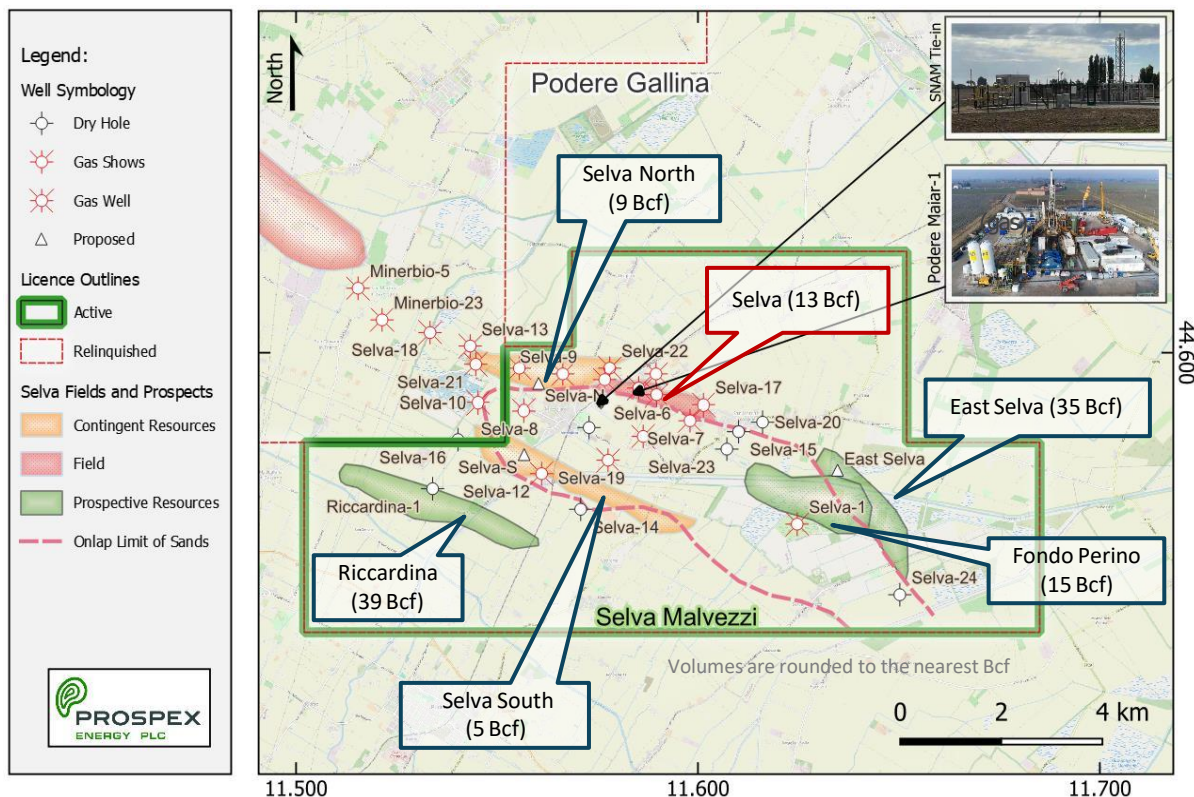 Legend:
Well Symbology
Dry Hole
Gas Shows
Gas Well
Proposed
Licence Outlines
Active
Relinquished
Selva Fields and Prospects
Contingent Resources
Field
Prospective Resources
Onlap Limit of Sands
PROSPEX
ENERGY PLC
North
Podere Gallina
SNAM Tie-in
Podere Maiar-1
gas
Selva North
(9 Bcf)
Selva (13 Bcf)
East Selva (35 Bcf)
Fondo Perino
(15 Bcf)
Riccardina
(39 Bcf)
Selva South
(5 Bcf)
Minerbio-5
Minerbio-23
Selva-13
Selva-18
Selva-9
Selva-22
Selva-21
Selva-10
Selva-N
Selva-6
Selva-17
Selva-8
Selva-7
Selva-20
Selva-16
Selva-S
Selva-19
Selva-23
Selva-15
East Selva
Selva-12
Riccardina-1
Selva-14
Selva-1
Selva-24
Selva Malvezzi
Volumes are rounded to the nearest Bcf
0 2 4 km
44.600
11.500 11.600 11.700